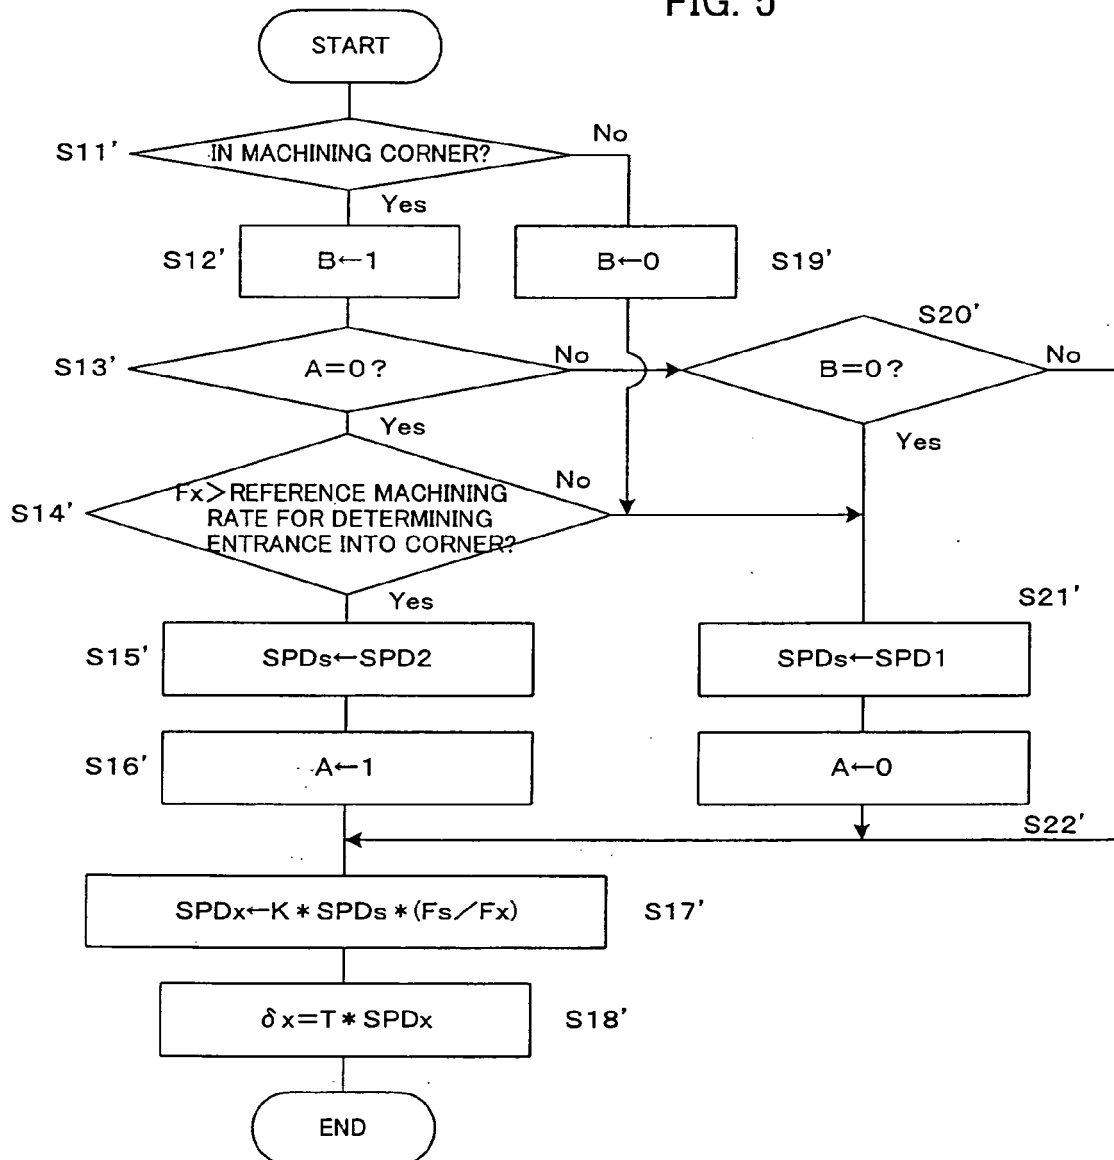 FIG. 5
START
S11'
IN MACHINING CORNER?
No
Yes
S12'
B←1
B←0
S19'
S20'
S13'
A=0?
No
B=0?
No
Yes
Yes
S14'
Fx>REFERENCE MACHINING
RATE FOR DETERMINING
ENTRANCE INTO CORNER?
No
Yes
S21'
S15'
SPDs←SPD2
SPDs←SPD1
S16'
A←1
A←0
S22'
SPDx←K*SPDs*(Fs/Fx)
S17'
δx=T*SPDx
S18'
END